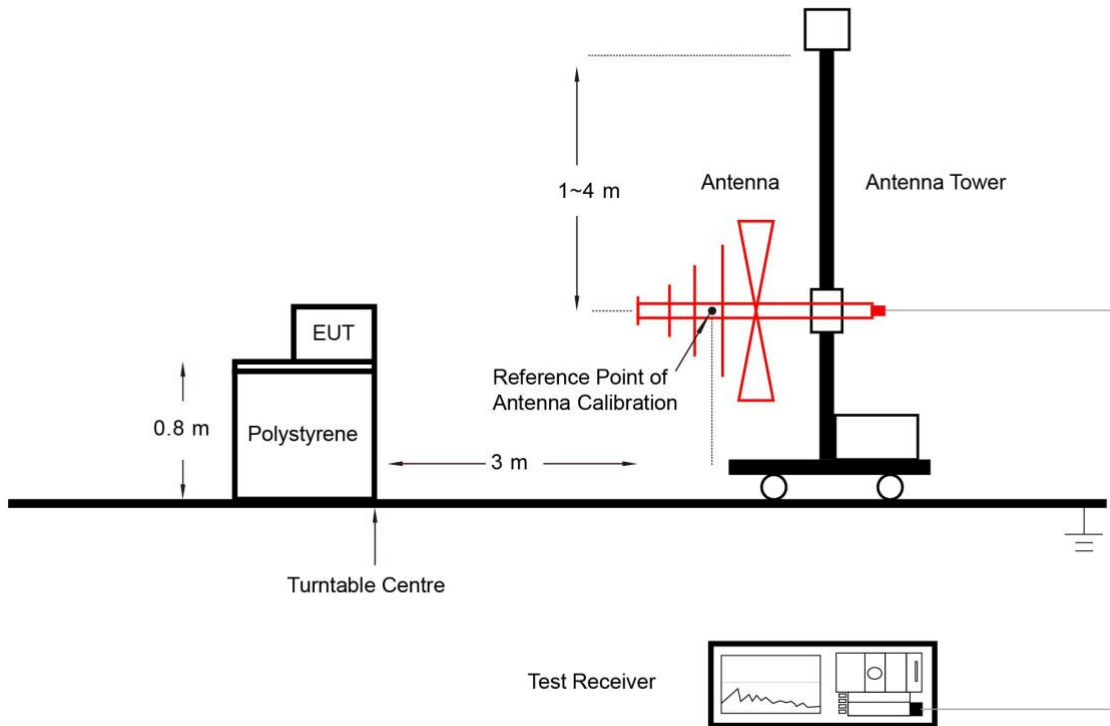 1~4 m
Antenna
Antenna Tower
EUT
Reference Point of
Antenna Calibration
0.8 m
Polystyrene
3 m
Turntable Centre
Test Receiver